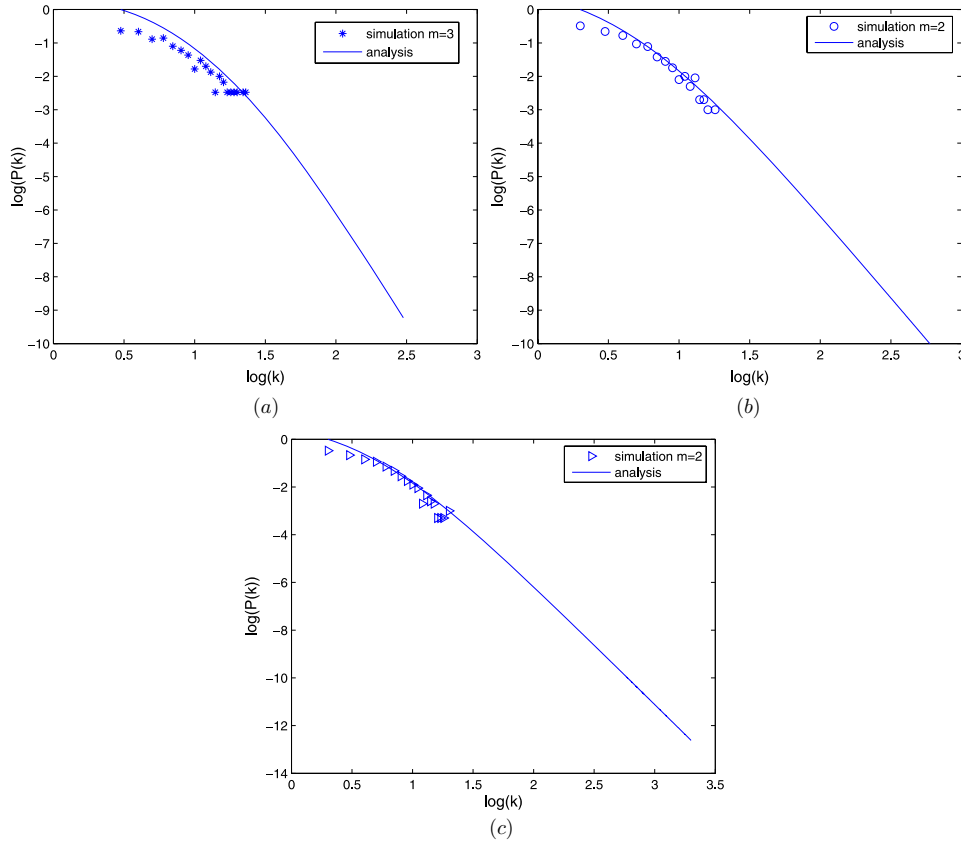 0
−1
−2
−3
−4
−5
−6
−7
−8
−9
−10
0 0.5 1 1.5 2 2.5 3
log(P(k))
log(k)
simulation m=3
analysis
(a)
0
−1
−2
−3
−4
−5
−6
−7
−8
−9
−10
0 0.5 1 1.5 2 2.5 3
log(P(k))
log(k)
simulation m=2
analysis
(b)
0
−2
−4
−6
−8
−10
−12
−14
0 0.5 1 1.5 2 2.5 3 3.5
log(P(k))
log(k)
simulation m=2
analysis
(c)